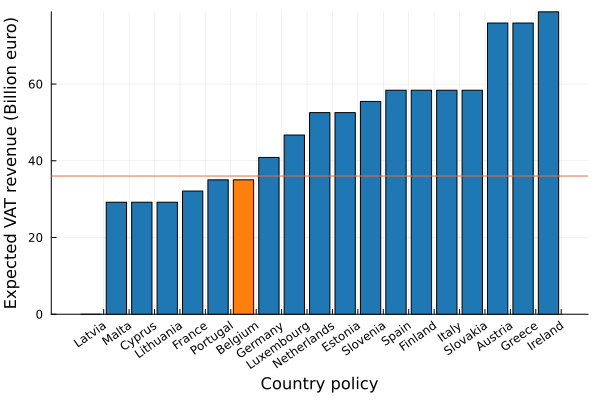 Expected VAT revenue (Billion euro)
60
40
20
0
Latvia
Malta
Cyprus
Lithuania
France
Portugal
Belgium
Germany
Luxembourg
Netherlands
Estonia
Slovenia
Spain
Finland
Italy
Slovakia
Austria
Greece
Ireland
Country policy